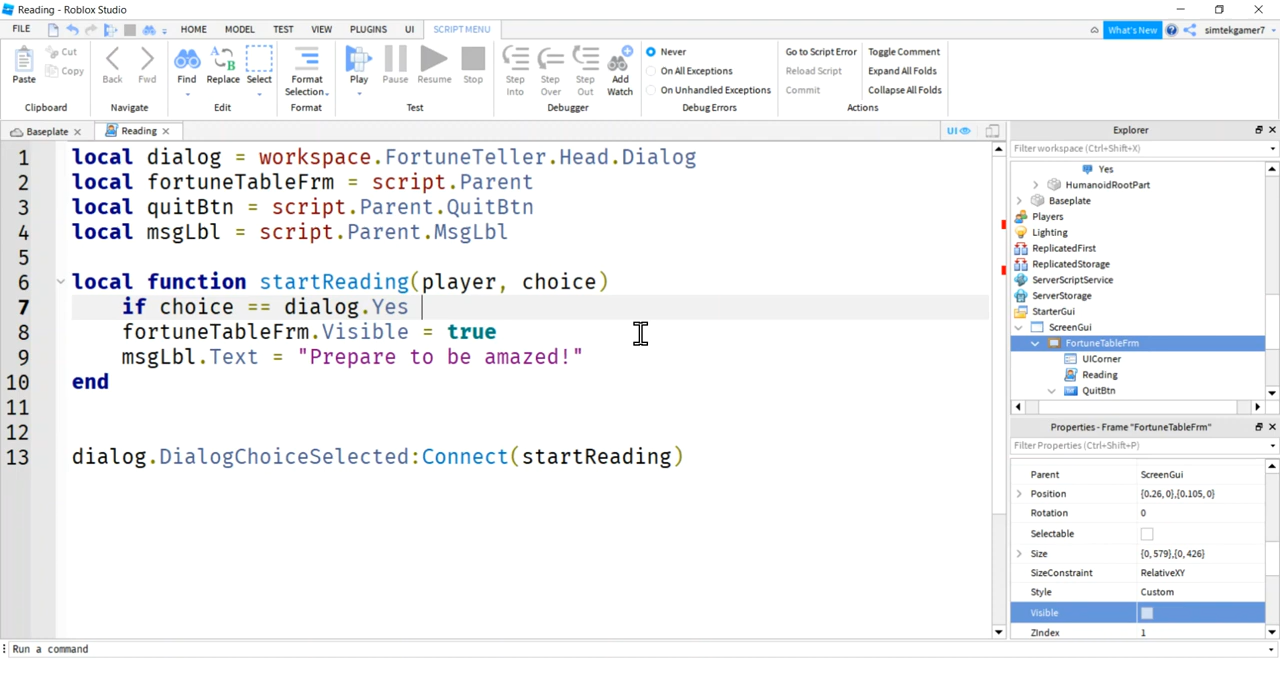 Reading - Roblox Studio
FILE HOME MODEL TEST VIEW PLUGINS UI SCRIPT MENU What's New simtekgamer7
Paste Cut Copy Back Fwd Find Replace Select Format Selection Play Pause Resume Stop Step Into Step Over Step Out Add Watch
Never Go to Script Error Toggle Comment
On All Exceptions Reload Script Expand All Folds
On Unhandled Exceptions Commit Collapse All Folds
Clipboard Navigate Edit Format Test Debugger Debug Errors Actions
Baseplate Reading UI Explorer
Filter workspace (Ctrl+Shift+X)
1 local dialog = workspace.FortuneTeller.Head.Dialog
2 local fortuneTableFrm = script.Parent
3 local quitBtn = script.Parent.QuitBtn
4 local msgLbl = script.Parent.MsgLbl
5
6 local function startReading(player, choice)
7 if choice == dialog.Yes
8 fortuneTableFrm.Visible = true
9 msgLbl.Text = "Prepare to be amazed!"
10 end
11
12
13 dialog.DialogChoiceSelected:Connect(startReading)
Yes
HumanoidRootPart
Baseplate
Players
Lighting
ReplicatedFirst
ReplicatedStorage
ServerScriptService
ServerStorage
StarterGui
ScreenGui
FortuneTableFrm
UICorner
Reading
QuitBtn
Properties - Frame "FortuneTableFrm"
Filter Properties (Ctrl+Shift+P)
Parent ScreenGui
Position {0.26, 0},{0.105, 0}
Rotation 0
Selectable
Size {0, 579},{0, 426}
SizeConstraint RelativeXY
Style Custom
Visible
ZIndex 1
Run a command